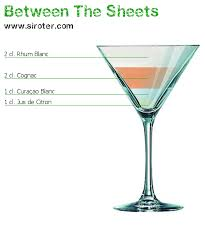 Between The Sheets
www.siroter.com
2 cl. Rhum Blanc
2 cl. Cognac
1 cl. Curaçao Blanc
1 cl. Jus de Citron